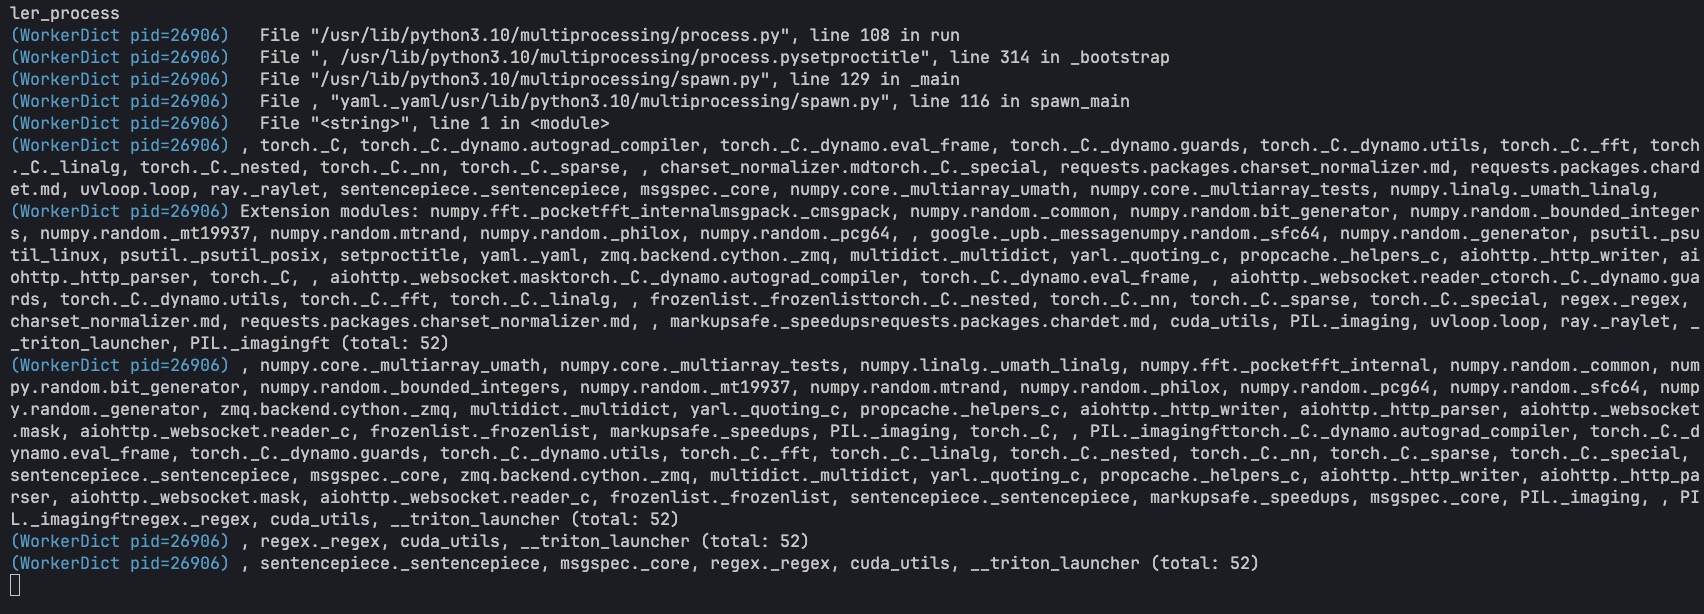 ler_process
(WorkerDict pid=26906)   File "/usr/lib/python3.10/multiprocessing/process.py", line 108 in run
(WorkerDict pid=26906)   File ", /usr/lib/python3.10/multiprocessing/process.pysetproctitle", line 314 in _bootstrap
(WorkerDict pid=26906)   File "/usr/lib/python3.10/multiprocessing/spawn.py", line 129 in _main
(WorkerDict pid=26906)   File , "yaml._yaml/usr/lib/python3.10/multiprocessing/spawn.py", line 116 in spawn_main
(WorkerDict pid=26906)   File "<string>", line 1 in <module>
(WorkerDict pid=26906) , torch._C, torch._C._dynamo.autograd_compiler, torch._C._dynamo.eval_frame, torch._C._dynamo.guards, torch._C._dynamo.utils, torch._C._fft, torch
._C._linalg, torch._C._nested, torch._C._nn, torch._C._sparse, , charset_normalizer.mdtorch._C._special, requests.packages.charset_normalizer.md, requests.packages.chard
et.md, uvloop.loop, ray._raylet, sentencepiece._sentencepiece, msgspec._core, numpy.core._multiarray_umath, numpy.core._multiarray_tests, numpy.linalg._umath_linalg,
(WorkerDict pid=26906) Extension modules: numpy.fft._pocketfft_internalmsgpack._cmsgpack, numpy.random._common, numpy.random.bit_generator, numpy.random._bounded_integer
s, numpy.random._mt19937, numpy.random.mtrand, numpy.random._philox, numpy.random._pcg64, , google._upb._messagenumpy.random._sfc64, numpy.random._generator, psutil._psu
til_linux, psutil._psutil_posix, setproctitle, yaml._yaml, zmq.backend.cython._zmq, multidict._multidict, yarl._quoting_c, propcache._helpers_c, aiohttp._http_writer, ai
ohttp._http_parser, torch._C, , aiohttp._websocket.masktorch._C._dynamo.autograd_compiler, torch._C._dynamo.eval_frame, , aiohttp._websocket.reader_ctorch._C._dynamo.gua
rds, torch._C._dynamo.utils, torch._C._fft, torch._C._linalg, , frozenlist._frozenlisttorch._C._nested, torch._C._nn, torch._C._sparse, torch._C._special, regex._regex,
charset_normalizer.md, requests.packages.charset_normalizer.md, , markupsafe._speedupsrequests.packages.chardet.md, cuda_utils, PIL._imaging, uvloop.loop, ray._raylet, _
_triton_launcher, PIL._imagingft (total: 52)
(WorkerDict pid=26906) , numpy.core._multiarray_umath, numpy.core._multiarray_tests, numpy.linalg._umath_linalg, numpy.fft._pocketfft_internal, numpy.random._common, num
py.random.bit_generator, numpy.random._bounded_integers, numpy.random._mt19937, numpy.random.mtrand, numpy.random._philox, numpy.random._pcg64, numpy.random._sfc64, nump
y.random._generator, zmq.backend.cython._zmq, multidict._multidict, yarl._quoting_c, propcache._helpers_c, aiohttp._http_writer, aiohttp._http_parser, aiohttp._websocket
.mask, aiohttp._websocket.reader_c, frozenlist._frozenlist, markupsafe._speedups, PIL._imaging, torch._C, , PIL._imagingfttorch._C._dynamo.autograd_compiler, torch._C._d
ynamo.eval_frame, torch._C._dynamo.guards, torch._C._dynamo.utils, torch._C._fft, torch._C._linalg, torch._C._nested, torch._C._nn, torch._C._sparse, torch._C._special,
sentencepiece._sentencepiece, msgspec._core, zmq.backend.cython._zmq, multidict._multidict, yarl._quoting_c, propcache._helpers_c, aiohttp._http_writer, aiohttp._http_pa
rser, aiohttp._websocket.mask, aiohttp._websocket.reader_c, frozenlist._frozenlist, sentencepiece._sentencepiece, markupsafe._speedups, msgspec._core, PIL._imaging, , PI
L._imagingftregex._regex, cuda_utils, __triton_launcher (total: 52)
(WorkerDict pid=26906) , regex._regex, cuda_utils, __triton_launcher (total: 52)
(WorkerDict pid=26906) , sentencepiece._sentencepiece, msgspec._core, regex._regex, cuda_utils, __triton_launcher (total: 52)